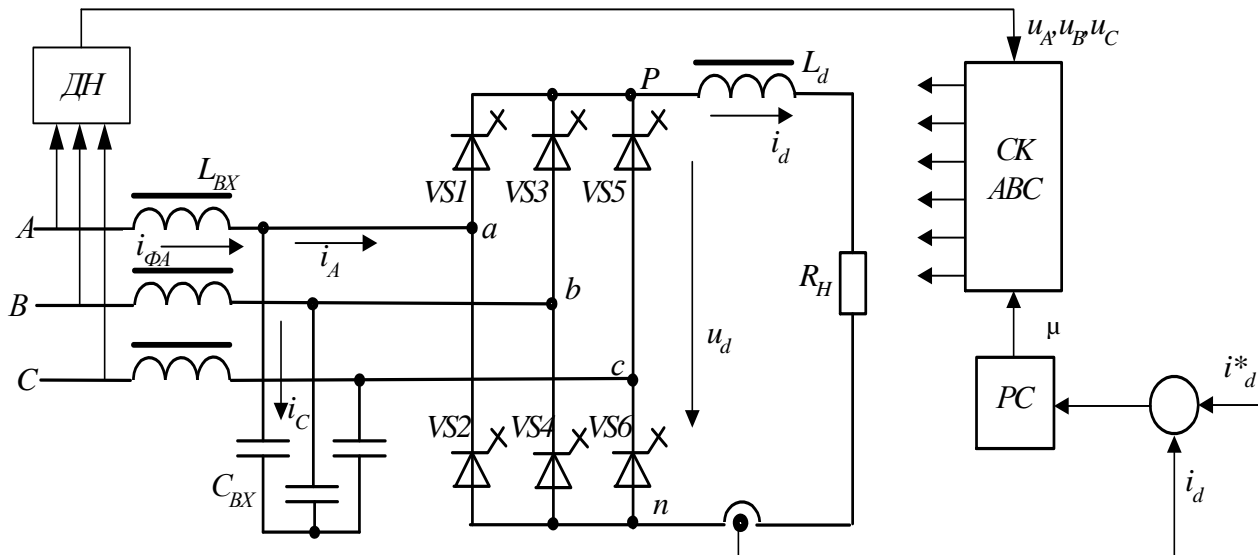 ДН
u_A,u_B,u_C
P
L_d
i_d
СК
АВС
VS1
VS3
VS5
L_BX
A
i_ФА
i_A
a
B
b
R_H
u_d
μ
C
c
i_C
i*_d
РС
VS2
VS4
VS6
C_BX
n
i_d